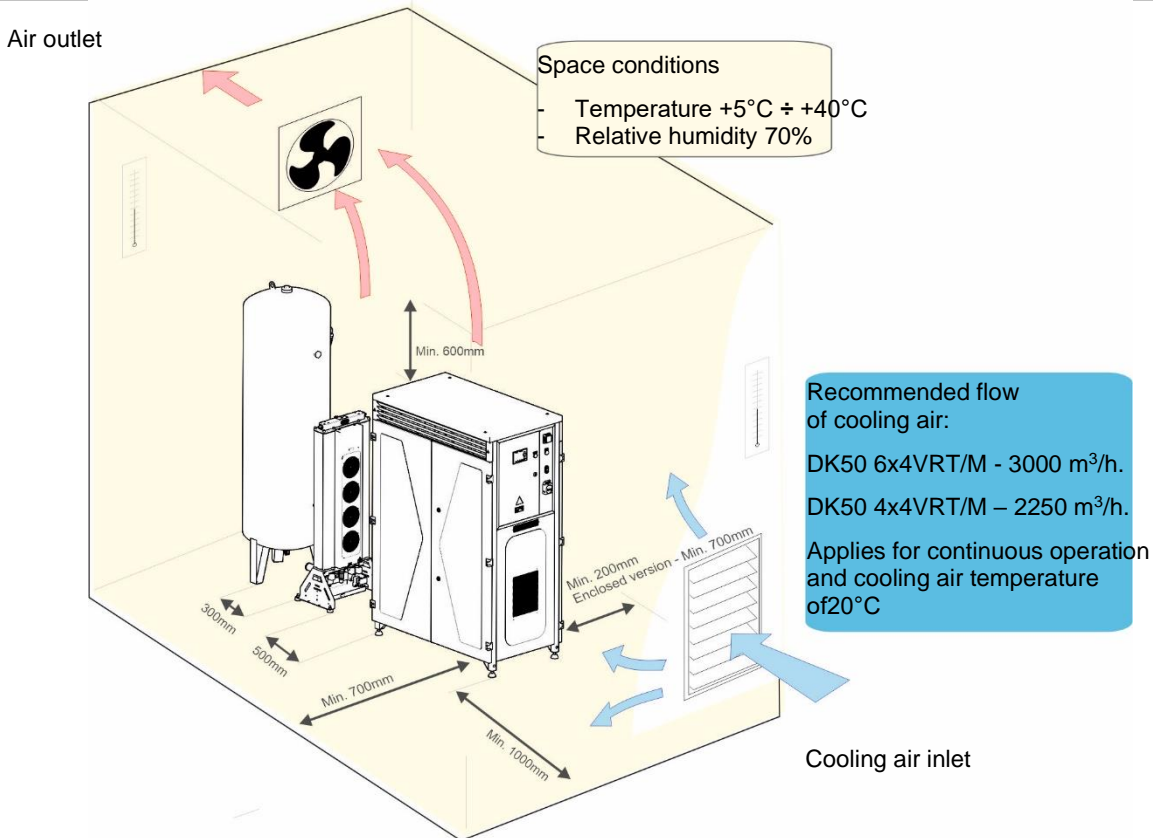 Air outlet
Space conditions
- Temperature +5°C ÷ +40°C
- Relative humidity 70%
Min. 600mm
Recommended flow
of cooling air:
DK50 6x4VRT/M - 3000 m³/h.
DK50 4x4VRT/M – 2250 m³/h.
Applies for continuous operation
and cooling air temperature
of20°C
Min. 200mm
Enclosed version - Min. 700mm
300mm
500mm
Min. 700mm
Min. 1000mm
Cooling air inlet